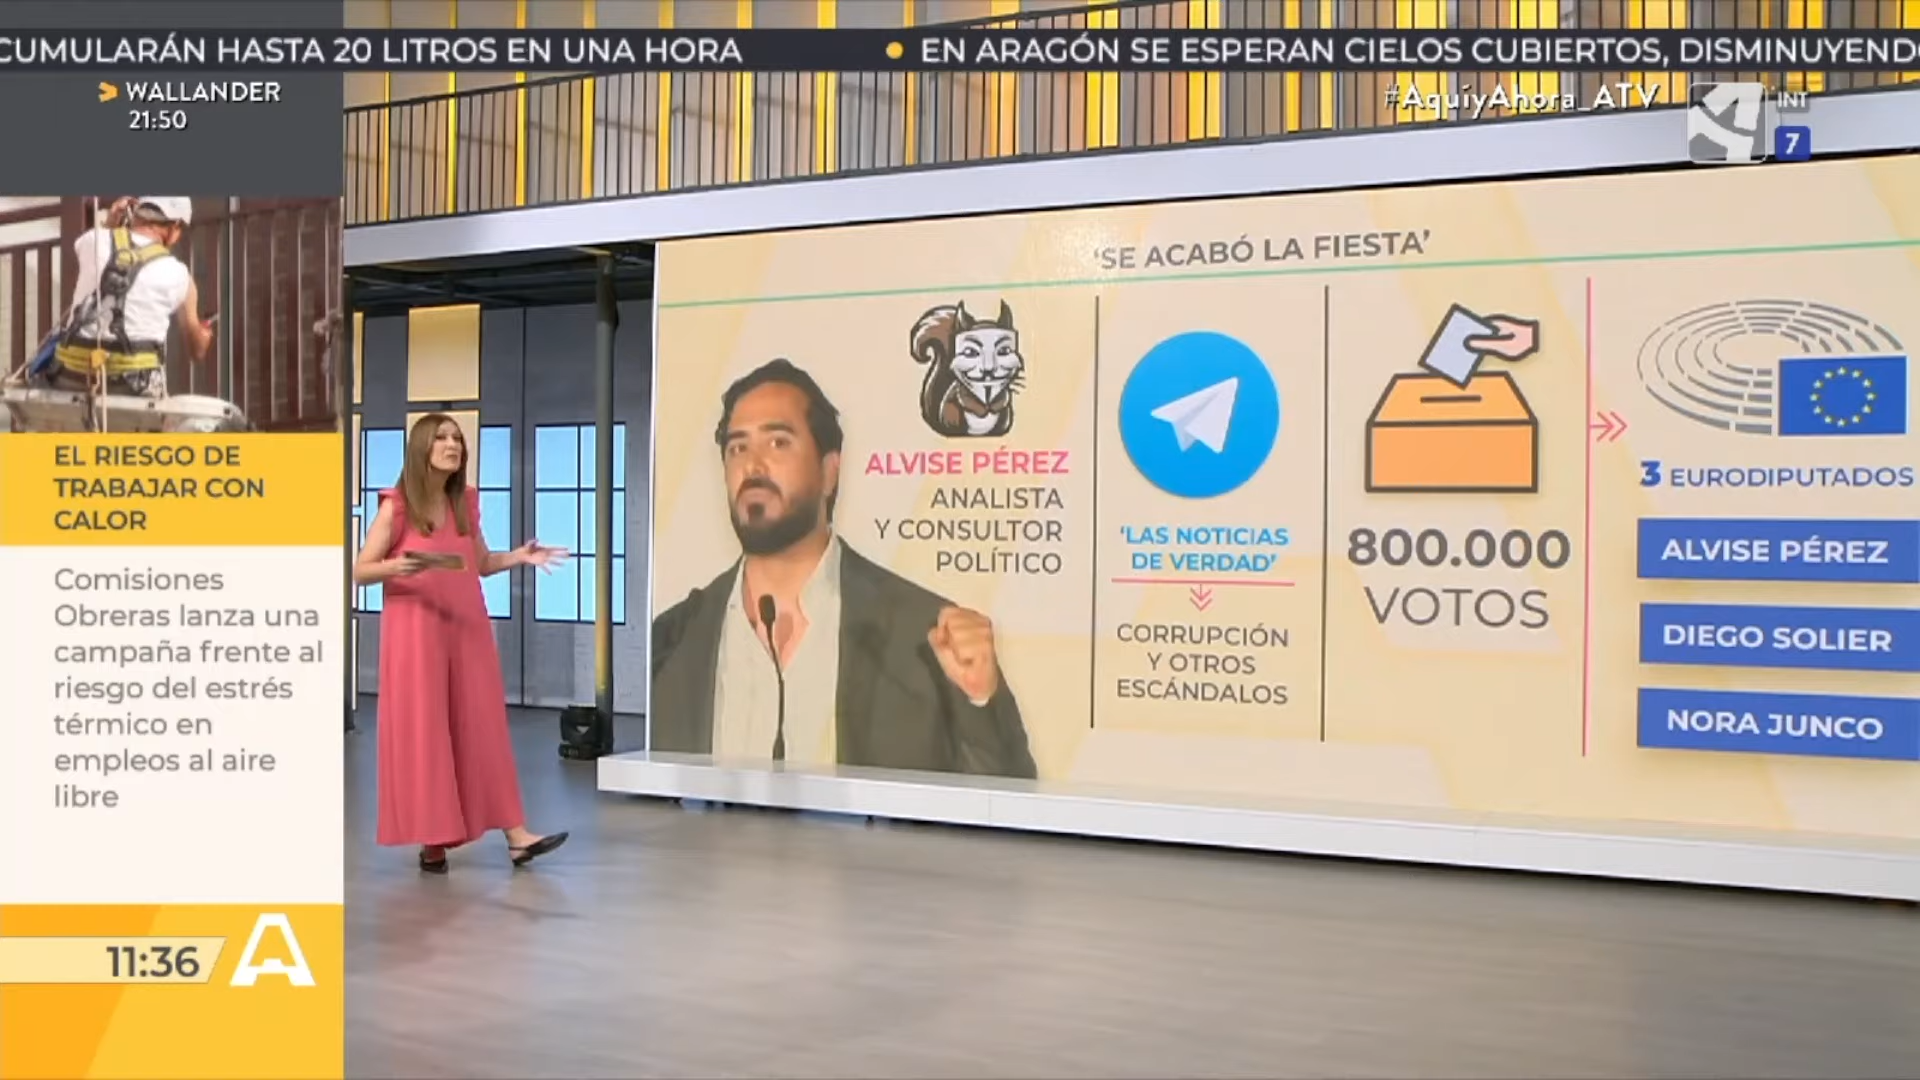 CUMULARÁN HASTA 20 LITROS EN UNA HORA
EN ARAGÓN SE ESPERAN CIELOS CUBIERTOS, DISMINUYENDO
WALLANDER
21:50
#AquíyAhora_ATV
INT
7
EL RIESGO DE
TRABAJAR CON
CALOR
Comisiones
Obreras lanza una
campaña frente al
riesgo del estrés
térmico en
empleos al aire
libre
11:36
A
'SE ACABÓ LA FIESTA'
ALVISE PÉREZ
ANALISTA
Y CONSULTOR
POLÍTICO
'LAS NOTICIAS
DE VERDAD'
CORRUPCIÓN
Y OTROS
ESCÁNDALOS
800.000
VOTOS
3 EURODIPUTADOS
ALVISE PÉREZ
DIEGO SOLIER
NORA JUNCO